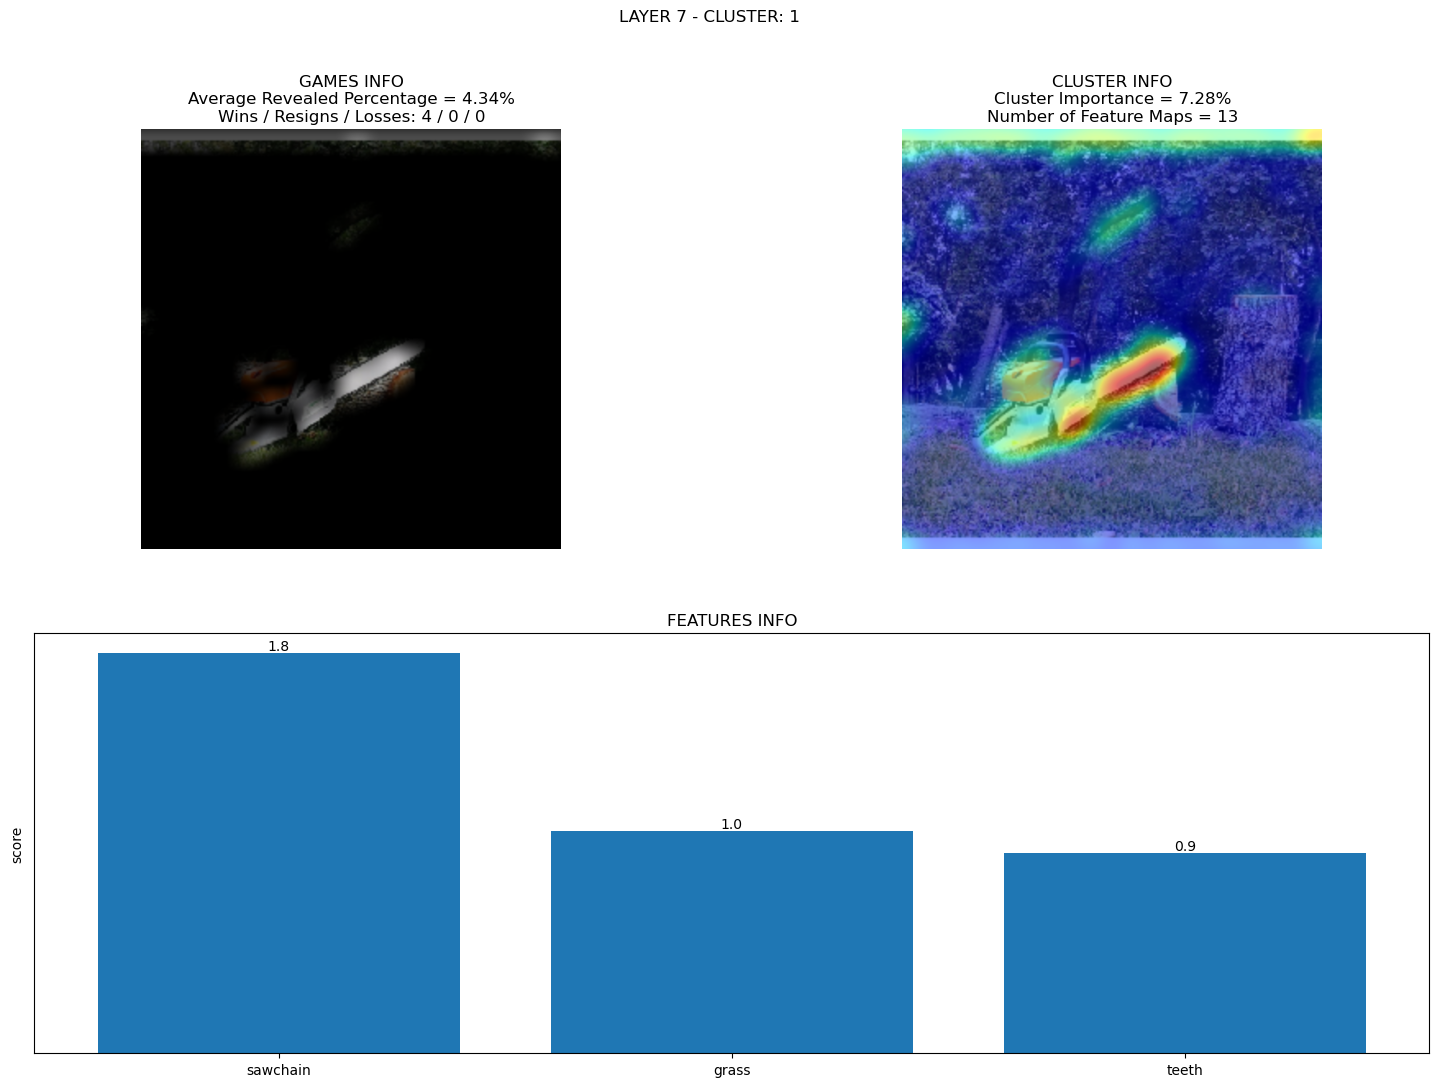 LAYER 7 - CLUSTER: 1
GAMES INFO
Average Revealed Percentage = 4.34%
Wins / Resigns / Losses: 4 / 0 / 0
CLUSTER INFO
Cluster Importance = 7.28%
Number of Feature Maps = 13
FEATURES INFO
score
1.8
1.0
0.9
sawchain
grass
teeth